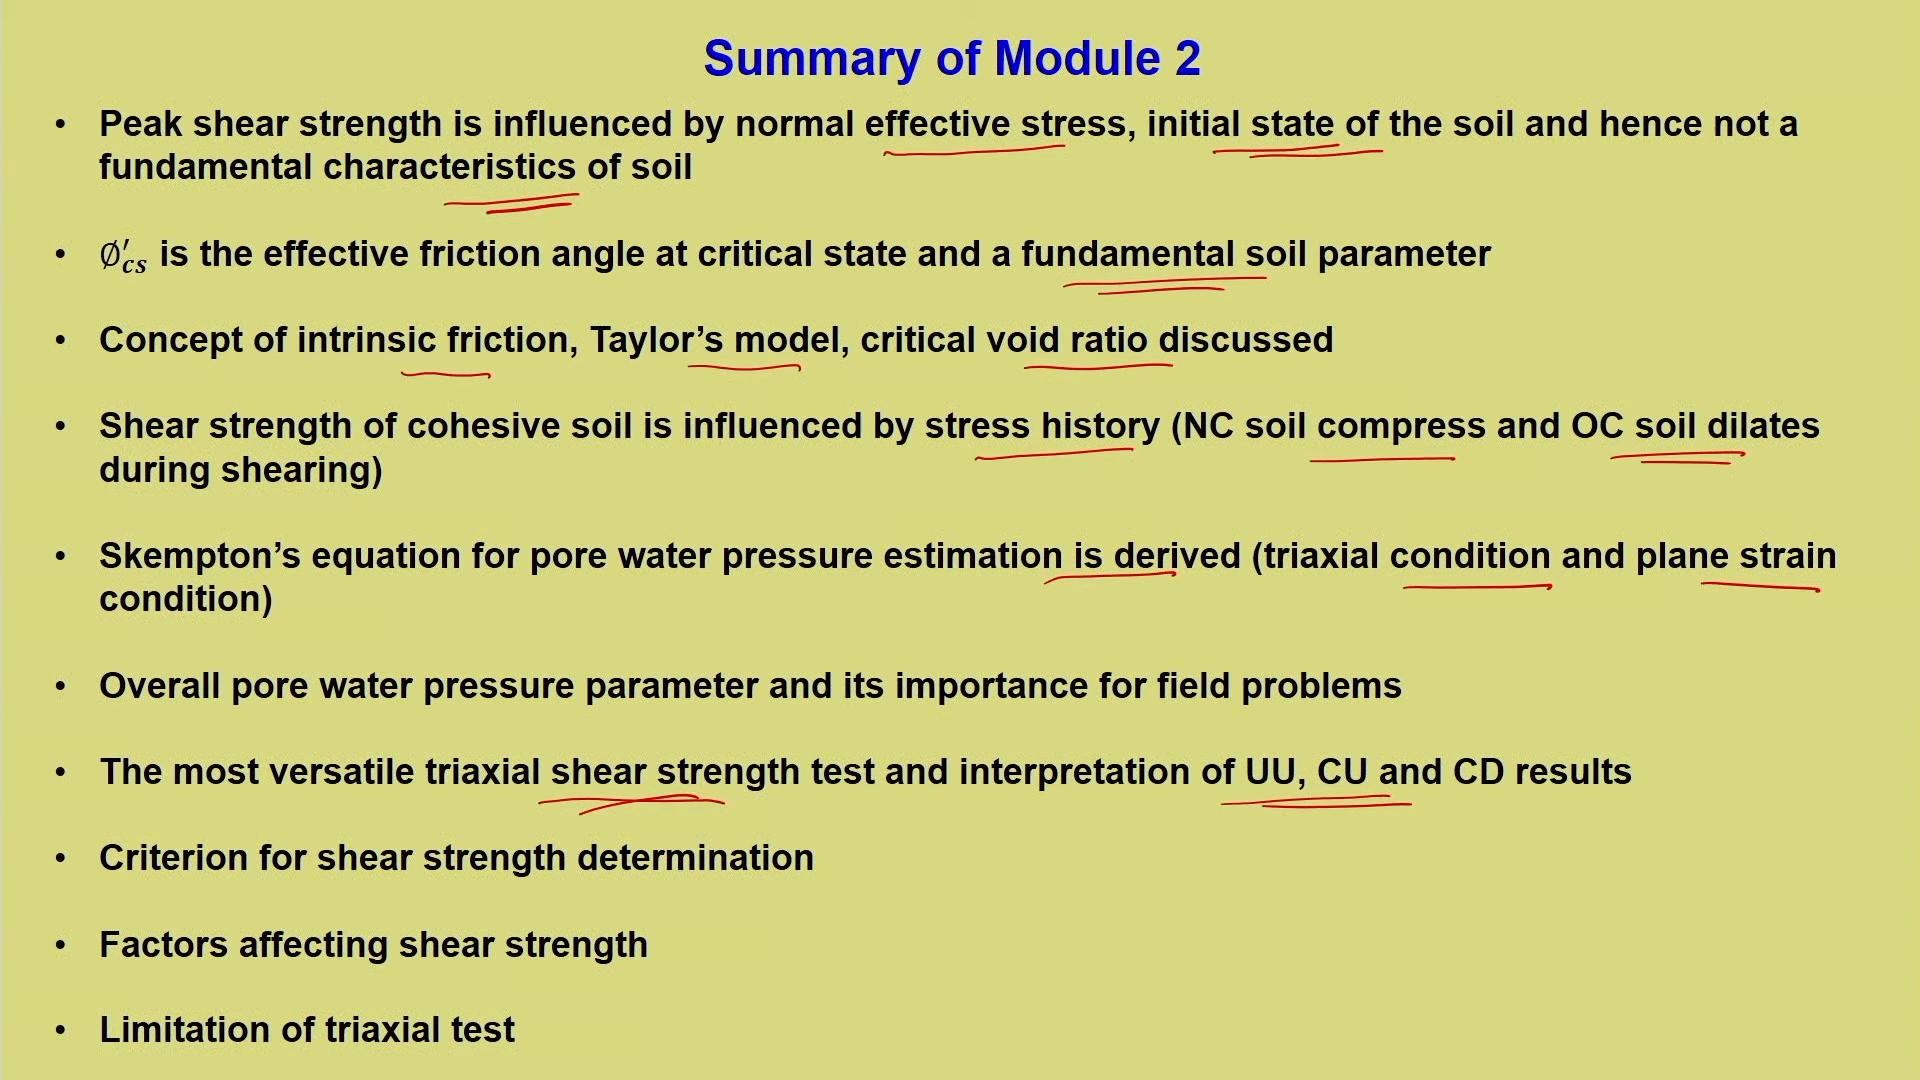 Summary of Module 2
• Peak shear strength is influenced by normal effective stress, initial state of the soil and hence not a
fundamental characteristics of soil
• ∅′cs is the effective friction angle at critical state and a fundamental soil parameter
• Concept of intrinsic friction, Taylor’s model, critical void ratio discussed
• Shear strength of cohesive soil is influenced by stress history (NC soil compress and OC soil dilates
during shearing)
• Skempton’s equation for pore water pressure estimation is derived (triaxial condition and plane strain
condition)
• Overall pore water pressure parameter and its importance for field problems
• The most versatile triaxial shear strength test and interpretation of UU, CU and CD results
• Criterion for shear strength determination
• Factors affecting shear strength
• Limitation of triaxial test